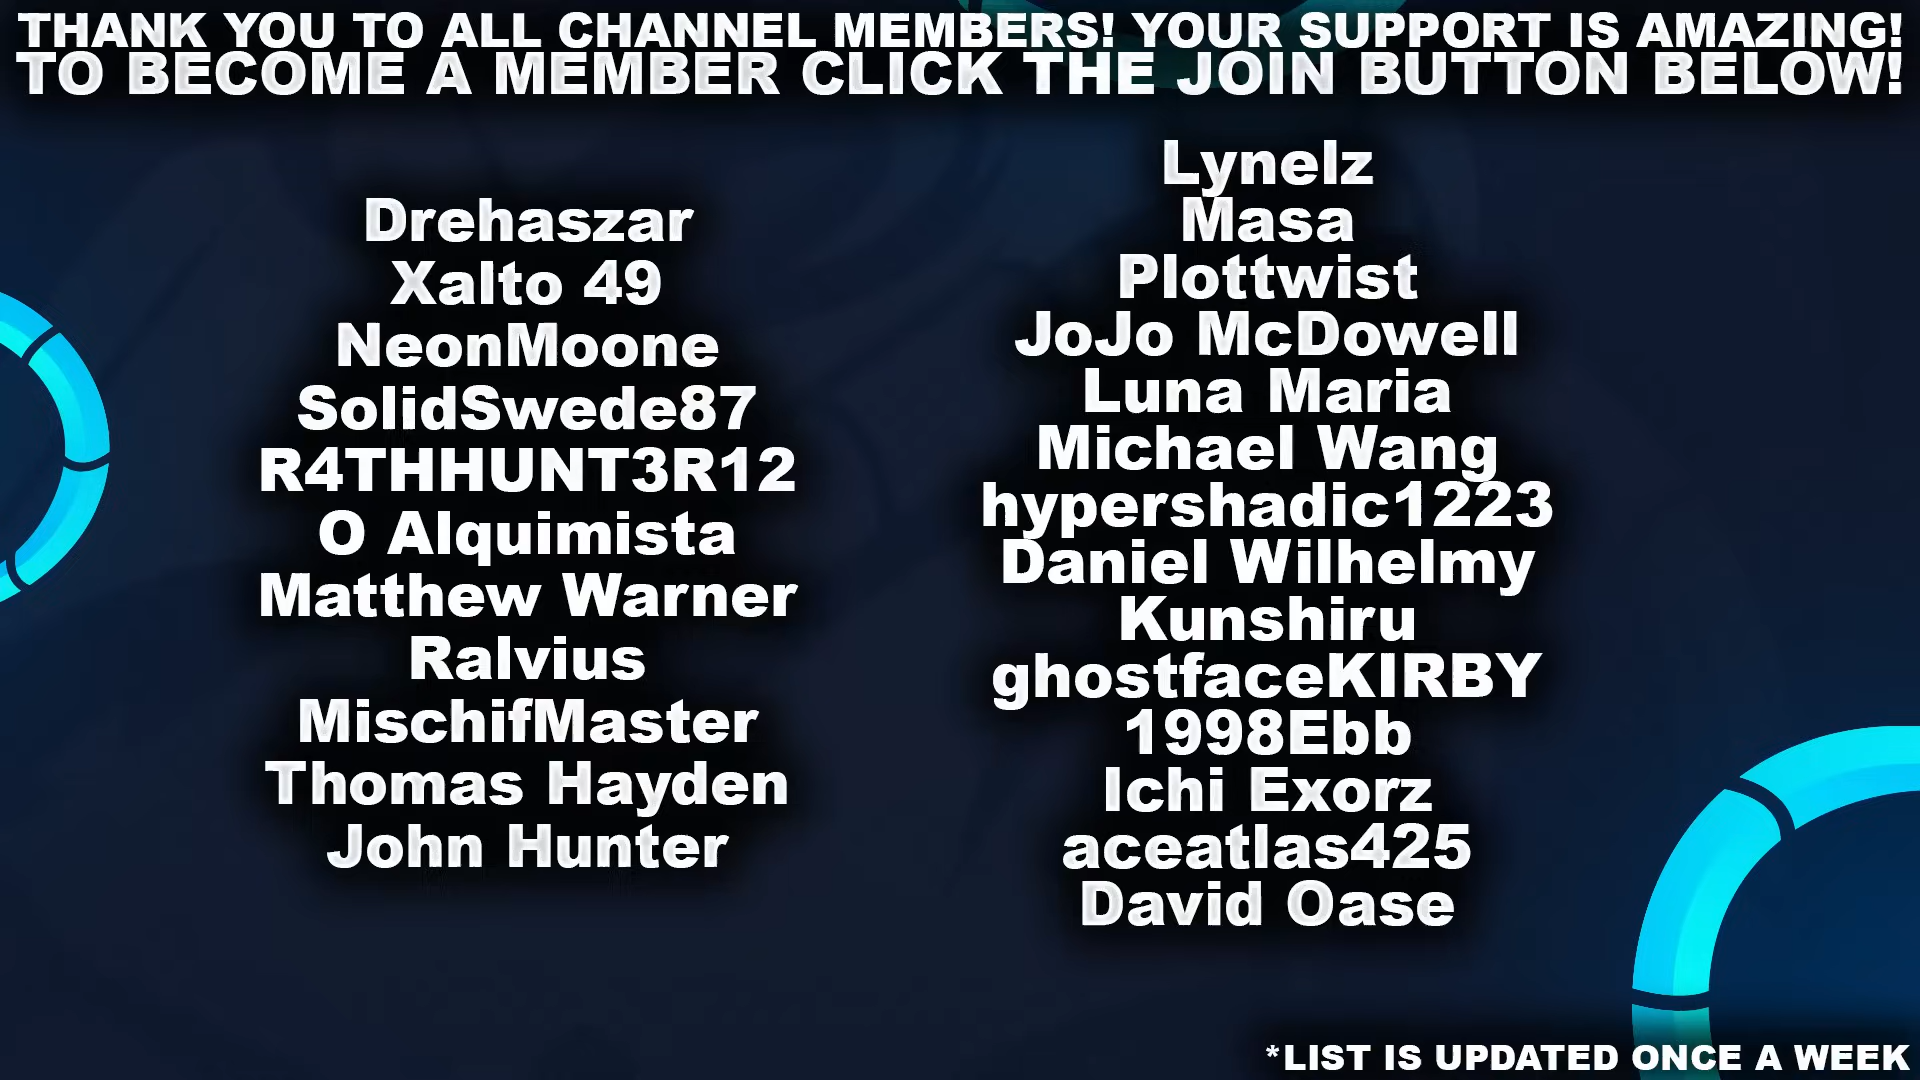 THANK YOU TO ALL CHANNEL MEMBERS! YOUR SUPPORT IS AMAZING!
TO BECOME A MEMBER CLICK THE JOIN BUTTON BELOW!
Drehaszar
Xalto 49
NeonMoone
SolidSwede87
R4THHUNT3R12
O Alquimista
Matthew Warner
Ralvius
MischifMaster
Thomas Hayden
John Hunter
Lynelz
Masa
Plottwist
JoJo McDowell
Luna Maria
Michael Wang
hypershadic1223
Daniel Wilhelmy
Kunshiru
ghostfaceKIRBY
1998Ebb
Ichi Exorz
aceatlas425
David Oase
*LIST IS UPDATED ONCE A WEEK